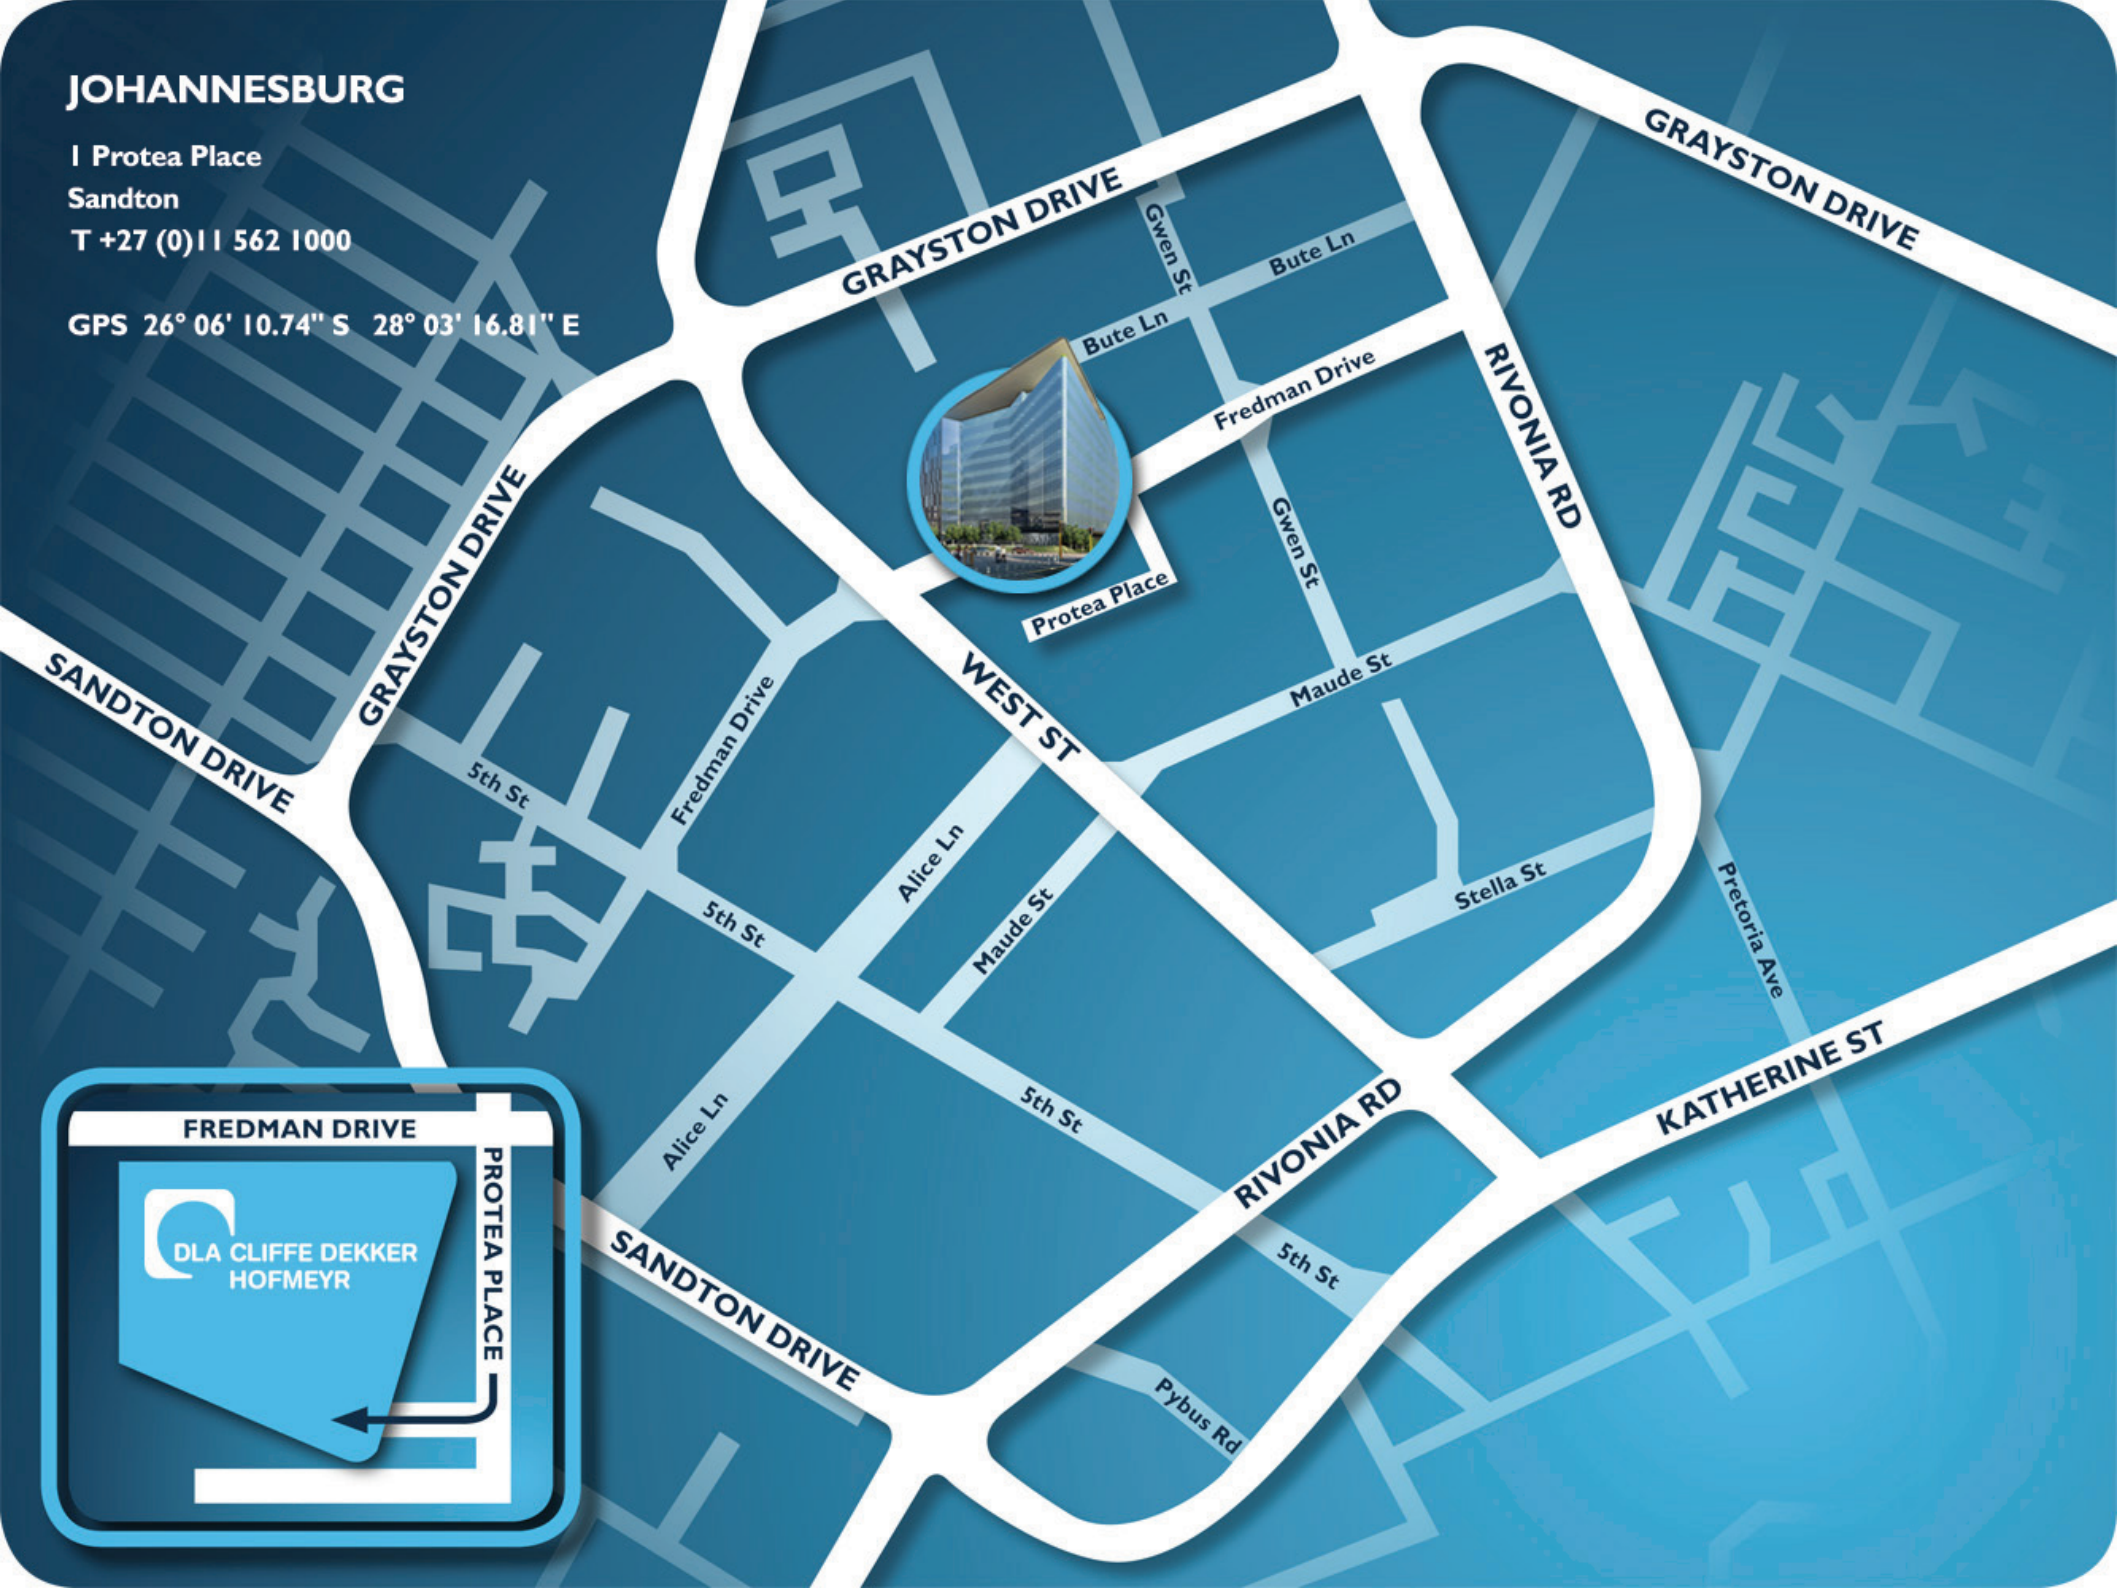 JOHANNESBURG
1 Protea Place
Sandton
T +27 (0)11 562 1000
GPS 26° 06' 10.74" S 28° 03' 16.81" E
GRAYSTON DRIVE
GRAYSTON DRIVE
Gwen St
Bute Ln
Bute Ln
Fredman Drive
RIVONIA RD
GRAYSTON DRIVE
Gwen St
Protea Place
SANDTON DRIVE
WEST ST
Maude St
Fredman Drive
5th St
Alice Ln
Maude St
5th St
Stella St
Pretoria Ave
5th St
Alice Ln
RIVONIA RD
KATHERINE ST
5th St
SANDTON DRIVE
Pybus Rd
FREDMAN DRIVE
PROTEA PLACE
DLA CLIFFE DEKKER
HOFMEYR